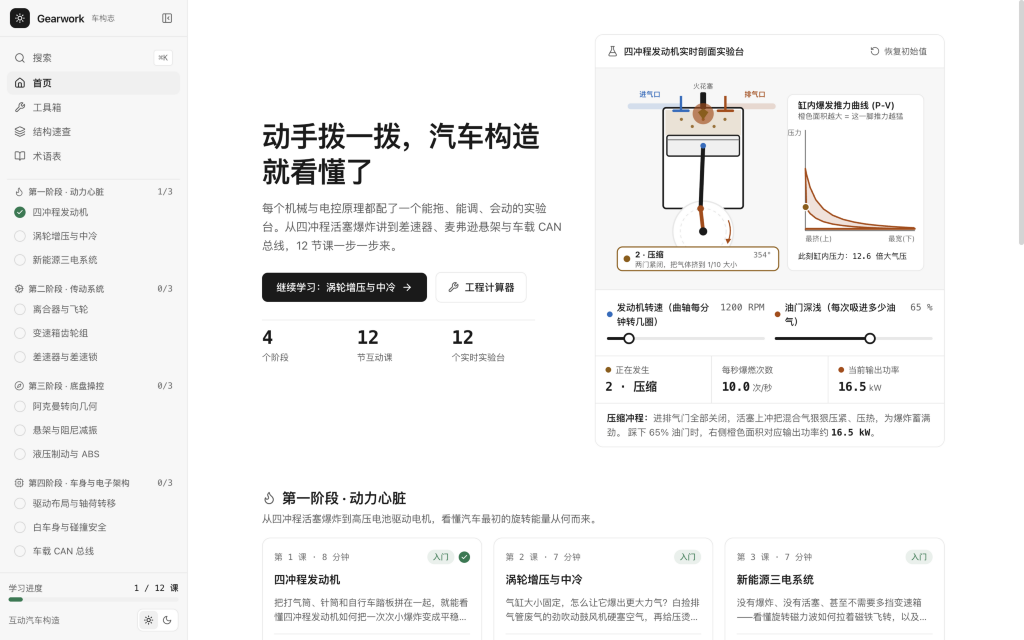 Gearwork 车构志
搜索 ⌘K
首页
工具箱
结构速查
术语表
第一阶段 · 动力心脏 1/3
四冲程发动机
涡轮增压与中冷
新能源三电系统
第二阶段 · 传动系统 0/3
离合器与飞轮
变速箱齿轮组
差速器与差速锁
第三阶段 · 底盘操控 0/3
阿克曼转向几何
悬架与阻尼减振
液压制动与 ABS
第四阶段 · 车身与电子架构 0/3
驱动布局与轴荷转移
白车身与碰撞安全
车载 CAN 总线
学习进度 1 / 12 课
互动汽车构造
动手拨一拨，汽车构造
就看懂了
每个机械与电控原理都配了一个能拖、能调、会动的实验
台。从四冲程活塞爆炸讲到差速器、麦弗逊悬架与车载 CAN
总线，12 节课一步一步来。
继续学习：涡轮增压与中冷 →
工程计算器
4 12 12
个阶段 节互动课 个实时实验台
四冲程发动机实时剖面实验台 恢复初始值
火花塞
进气口 排气口
2 · 压缩 354°
两门紧闭，把气体挤到 1/10 大小
缸内爆发推力曲线 (P-V)
橙色面积越大 = 这一脚推力越猛
压力
最挤(上) 最宽(下)
此刻缸内压力：12.6 倍大气压
发动机转速（曲轴每分
钟转几圈） 1200 RPM
油门深浅（每次吸进多少油
气） 65 %
正在发生 每秒爆燃次数 当前输出功率
2 · 压缩 10.0 次/秒 16.5 kW
压缩冲程：进排气门全部关闭，活塞上冲把混合气狠狠压紧、压热，为爆炸蓄满
劲。 踩下 65% 油门时，右侧橙色面积对应输出功率约 16.5 kW。
第一阶段 · 动力心脏
从四冲程活塞爆炸到高压电池驱动电机，看懂汽车最初的旋转能量从何而来。
第 1 课 · 8 分钟 入门
四冲程发动机
把打气筒、针筒和自行车踏板拼在一起，就能看
懂四冲程发动机如何把一次次小爆炸变成平稳…
第 2 课 · 7 分钟 入门
涡轮增压与中冷
气缸大小固定，怎么让它爆出更大力气？白捡排
气管废气的劲吹动鼓风机硬塞空气，再给压烫…
第 3 课 · 7 分钟 入门
新能源三电系统
没有爆炸、没有活塞、甚至不需要多挡变速箱
——看懂旋转磁力波如何拉着磁铁飞转，以及…